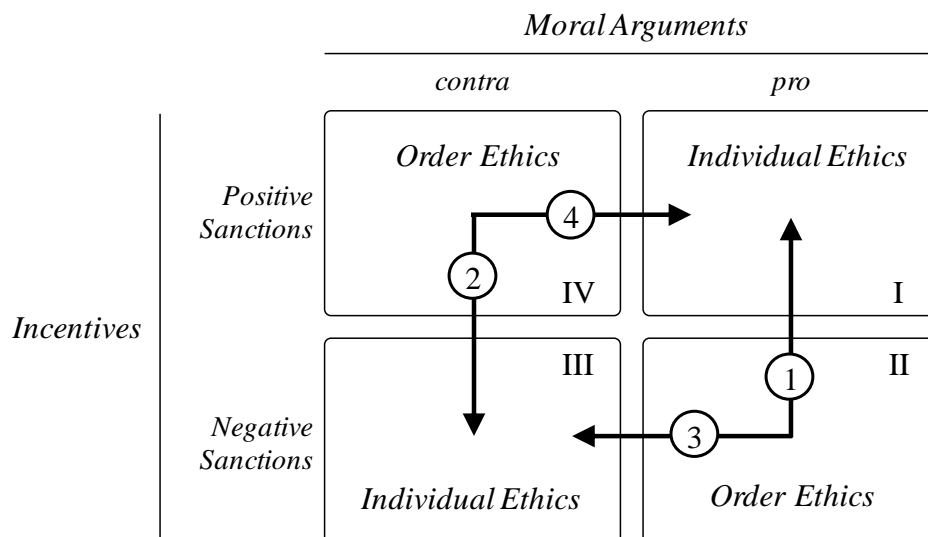 Moral Arguments
contra
pro
Order Ethics
Individual Ethics
Positive
Sanctions
4
2
IV
I
Incentives
III
II
1
Negative
Sanctions
3
Individual Ethics
Order Ethics